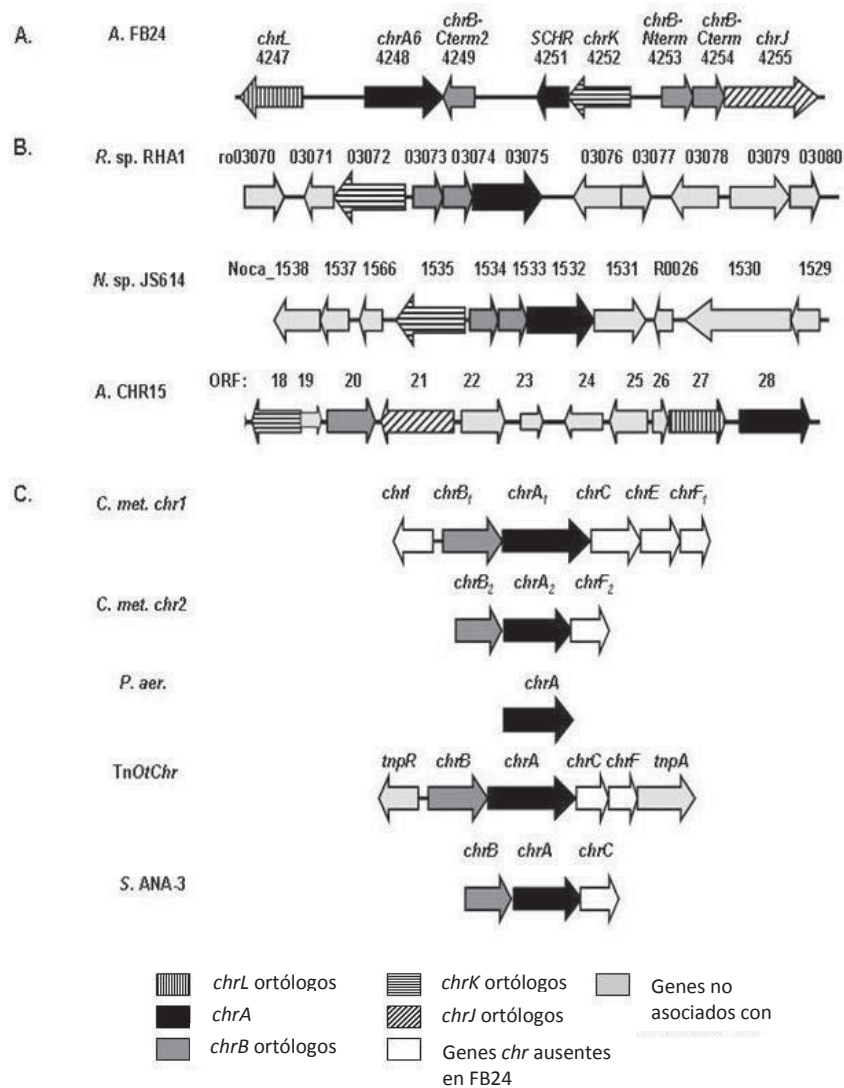 A.
A. FB24
chrL chrA6 chrB-Cterm2 SCHR chrK chrB-Nterm chrB-Cterm chrJ
4247 4248 4249 4251 4252 4253 4254 4255
B.
R. sp. RHA1
ro03070 03071 03072 03073 03074 03075 03076 03077 03078 03079 03080
N. sp. JS614
Noca_1538 1537 1566 1535 1534 1533 1532 1531 R0026 1530 1529
A. CHR15
ORF: 18 19 20 21 22 23 24 25 26 27 28
C.
C. met. chr1
chrI chrB1 chrA1 chrC chrE chrF1
C. met. chr2
chrB2 chrA2 chrF2
P. aer.
chrA
TnOtChr
tnpR chrB chrA chrC chrF tnpA
S. ANA-3
chrB chrA chrC
chrL ortólogos
chrK ortólogos
Genes no
asociados con
chrA
chrJ ortólogos
chrB ortólogos
Genes chr ausentes
en FB24